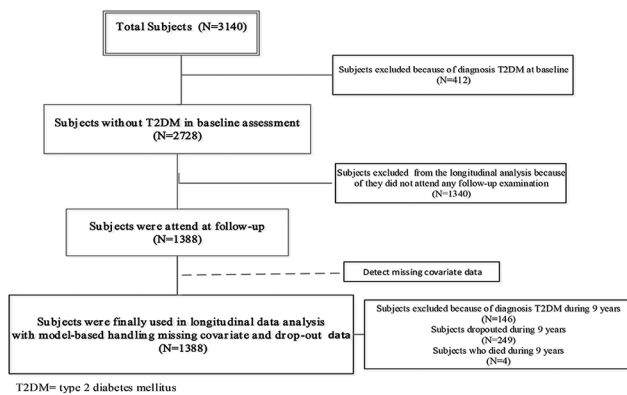 Total Subjects (N=3140)
Subjects excluded because of diagnosis T2DM at baseline
(N=412)
Subjects without T2DM in baseline assessment
(N=2728)
Subjects excluded from the longitudinal analysis because
of they did not attend any follow-up examination
(N=1340)
Subjects were attend at follow-up
(N=1388)
Detect missing covariate data
Subjects were finally used in longitudinal data analysis
with model-based handling missing covariate and drop-out data
(N=1388)
Subjects excluded because of diagnosis T2DM during 9 years
(N=146)
Subjects dropouted during 9 years
(N=249)
Subjects who died during 9 years
(N=4)
T2DM= type 2 diabetes mellitus